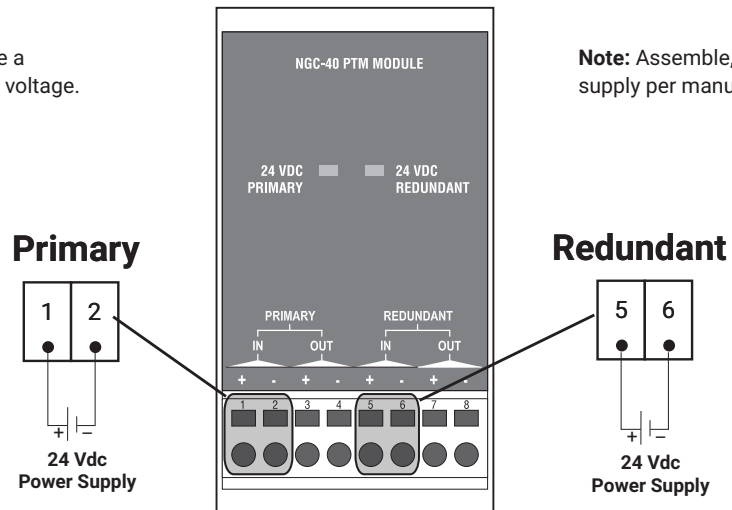 e a
voltage.
Note: Assemble,
supply per manu
NGC-40 PTM MODULE
24 VDC
PRIMARY
24 VDC
REDUNDANT
Primary
1 2
+ –
24 Vdc
Power Supply
Redundant
5 6
+ –
24 Vdc
Power Supply
PRIMARY REDUNDANT
IN OUT IN OUT
+ - + - + - + -
1 2 3 4 5 6 7 8